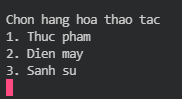 Chon hang hoa thao tac
1. Thuc pham
2. Dien may
3. Sanh su